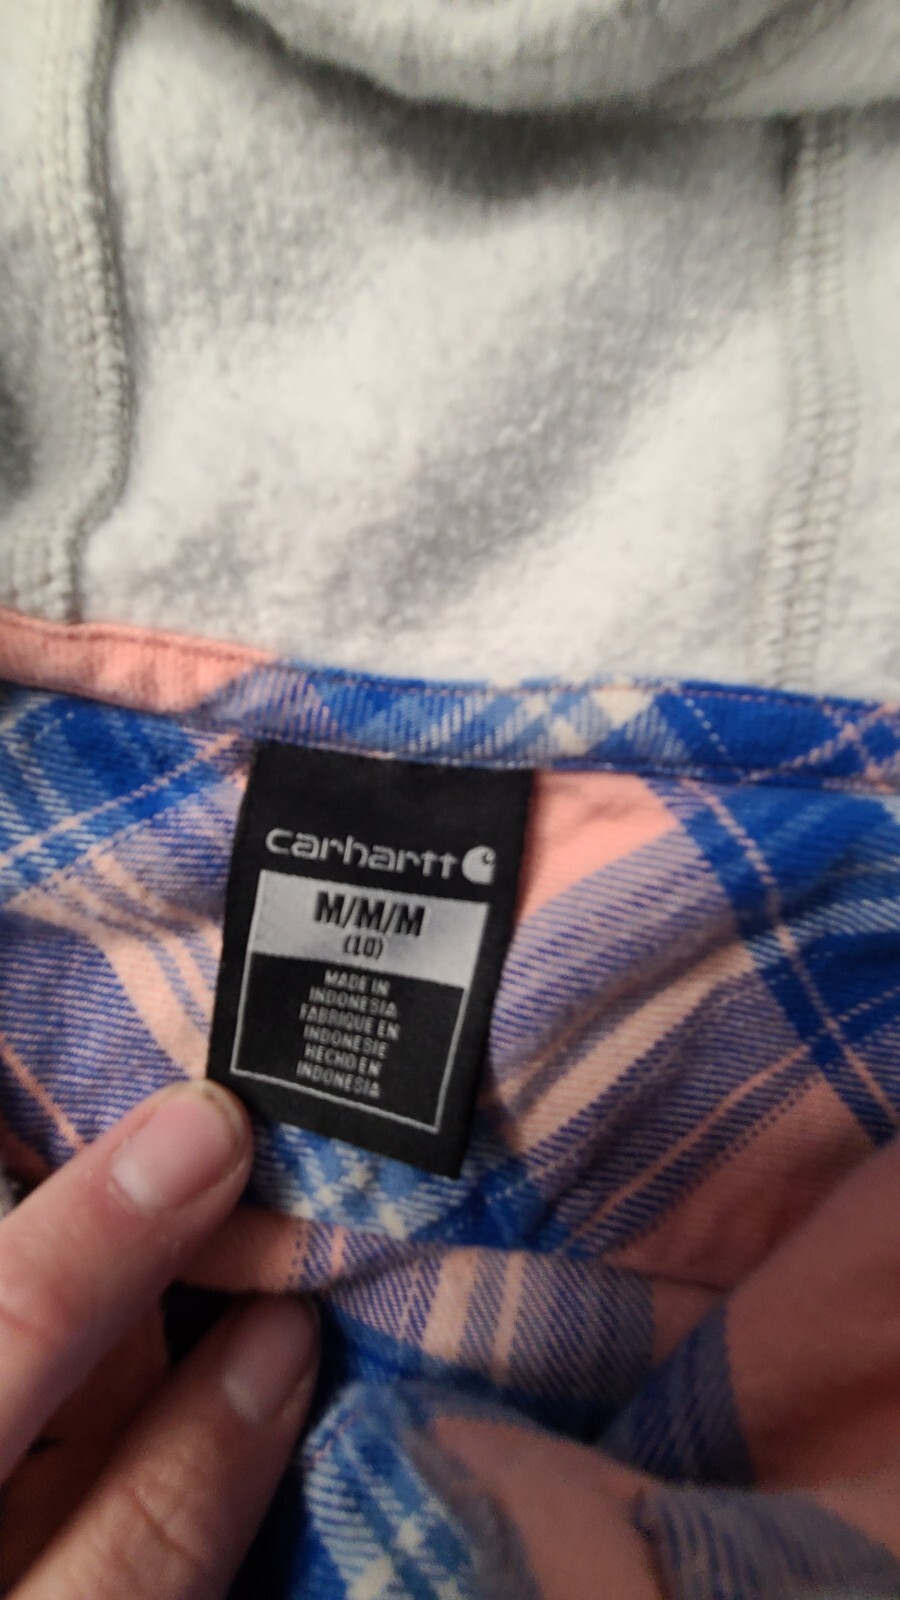 carhartt
M/M/M
(10)
MADE IN
INDONESIA
FABRIQUE EN
INDONESIE
HECHO EN
INDONESIA